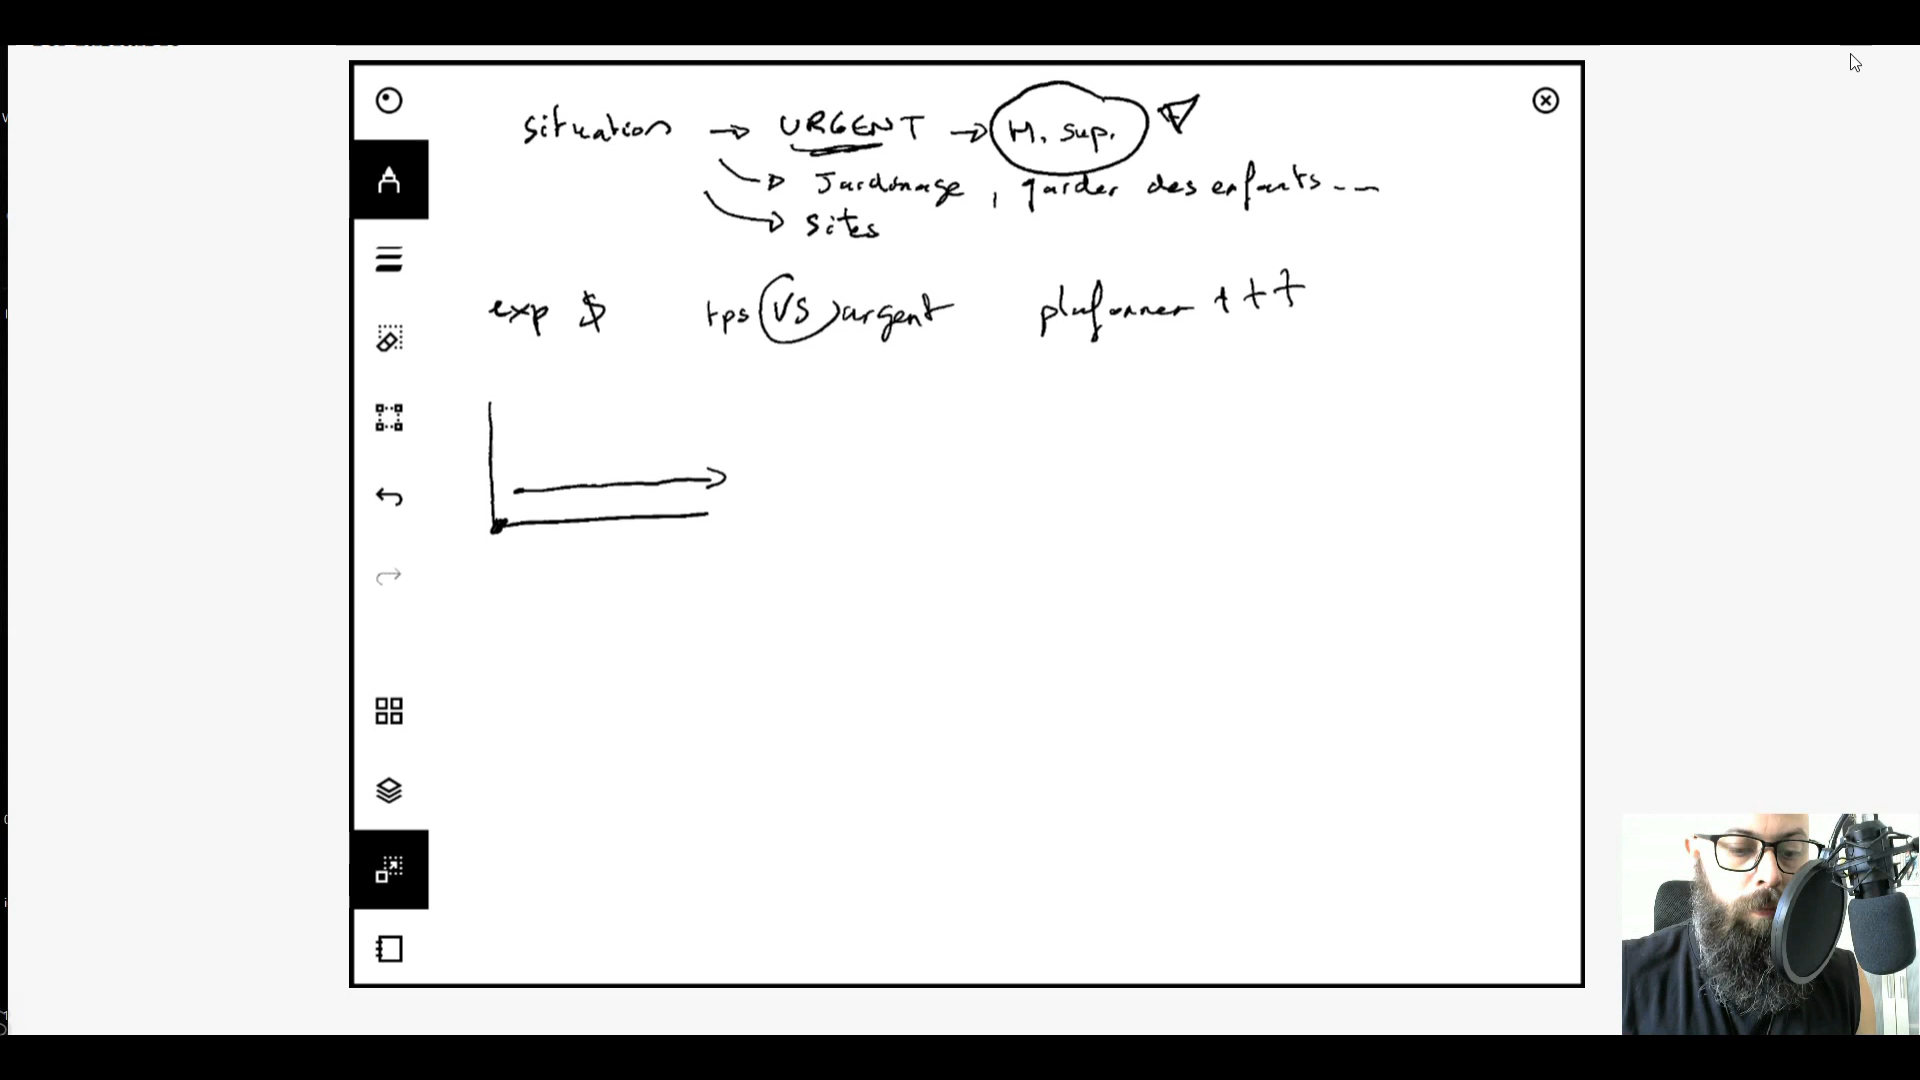 situation → URGENT → H. sup.
→ Jardinage, garder des enfants...
→ sites
exp $ tps VS argent plafonner + + +